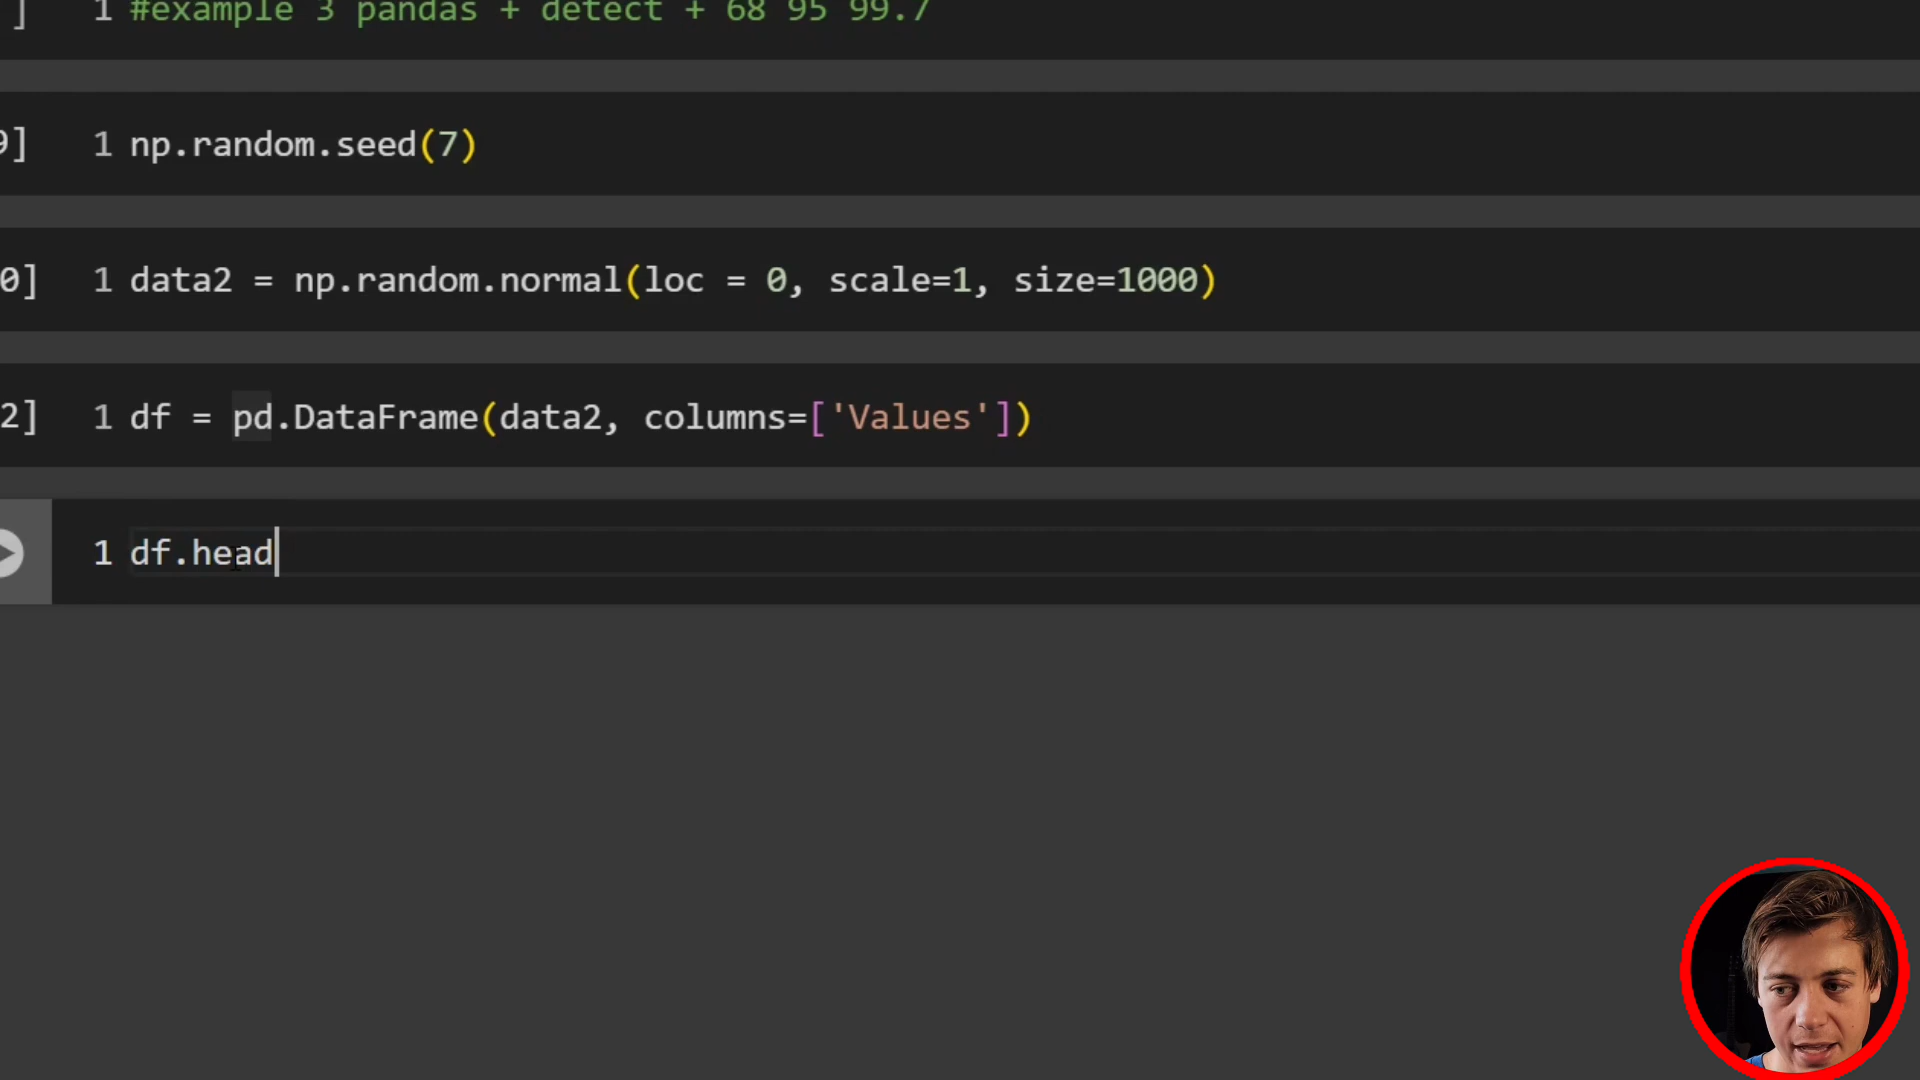 ] 1 #example 3 pandas + detect + 68 95 99.7
9] 1 np.random.seed(7)
0] 1 data2 = np.random.normal(loc = 0, scale=1, size=1000)
2] 1 df = pd.DataFrame(data2, columns=['Values'])
1 df.head